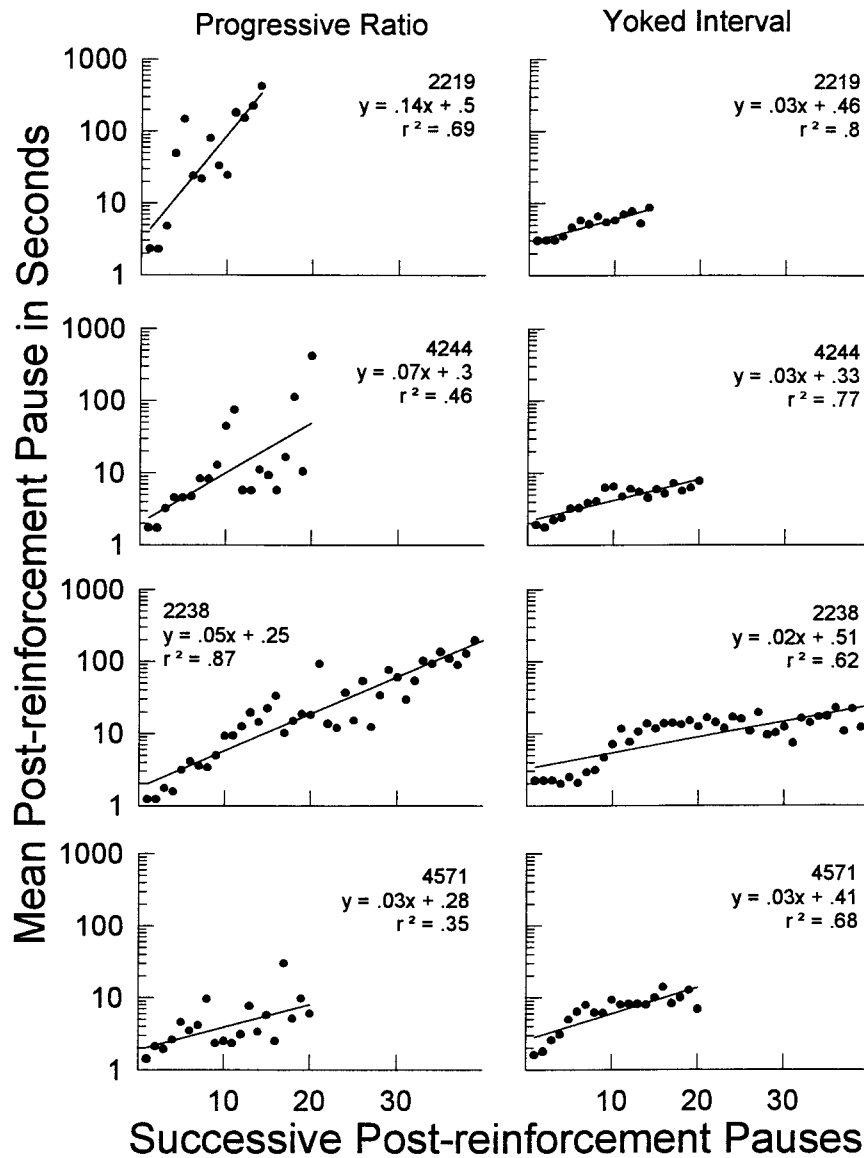 Progressive Ratio
Yoked Interval
Mean Post-reinforcement Pause in Seconds
1000
100
10
1
2219
y = .14x + .5
r² = .69
2219
y = .03x + .46
r² = .8
1000
100
10
1
4244
y = .07x + .3
r² = .46
4244
y = .03x + .33
r² = .77
1000
100
10
1
2238
y = .05x + .25
r² = .87
2238
y = .02x + .51
r² = .62
1000
100
10
1
4571
y = .03x + .28
r² = .35
4571
y = .03x + .41
r² = .68
10 20 30
10 20 30
Successive Post-reinforcement Pauses